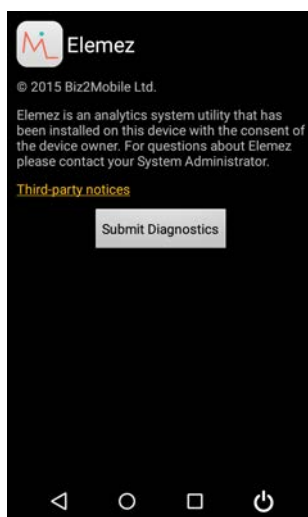 Elemez
© 2015 Biz2Mobile Ltd.
Elemez is an analytics system utility that has
been installed on this device with the consent of
the device owner. For questions about Elemez
please contact your System Administrator.
Third-party notices
Submit Diagnostics